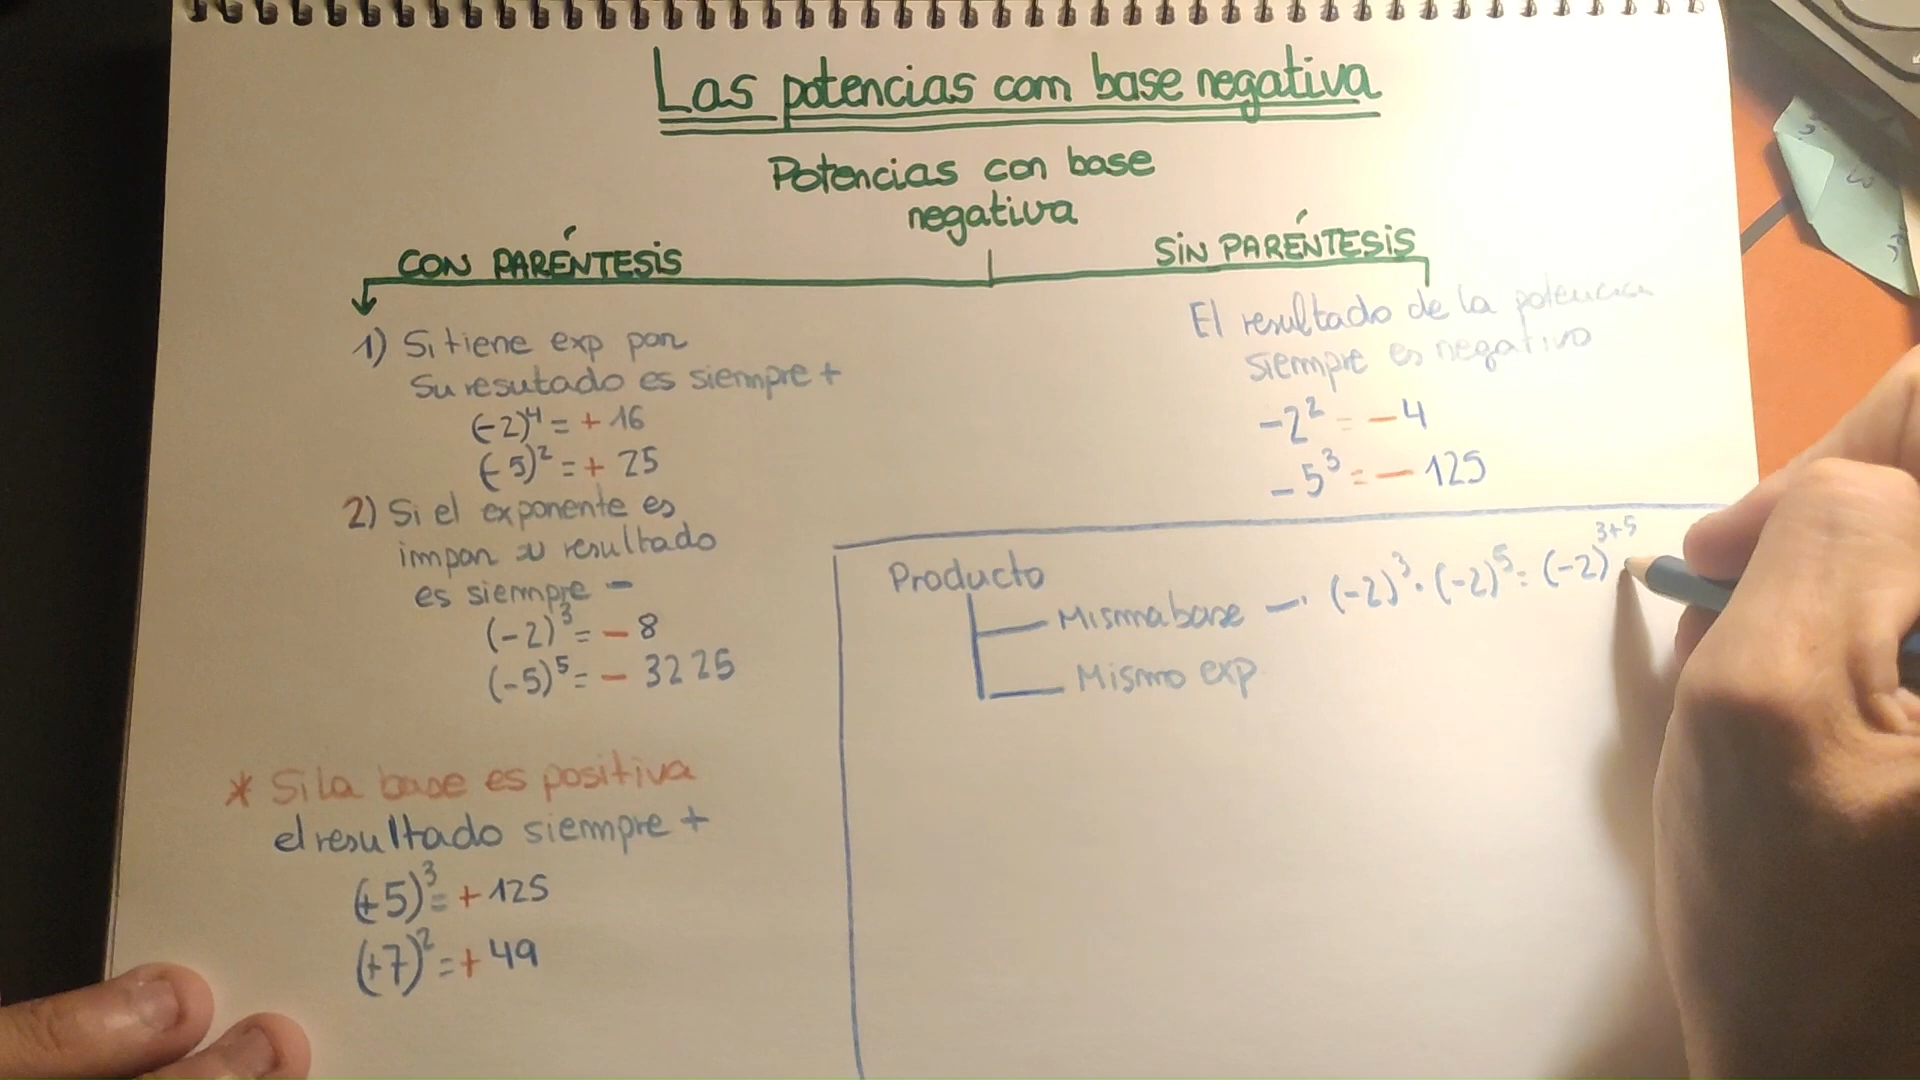 Las potencias com base negativa
Potencias con base
negativa
CON PARÉNTESIS
1) Si tiene exp par
Su resutado es siempre +
(-2)⁴ = + 16
(-5)² = + 25
2) Si el exponente es
impar su resultado
es siempre -
(-2)³ = - 8
(-5)⁵ = - 3225
* Si la base es positiva
el resultado siempre +
(+5)³ = + 125
(+7)² = + 49
SIN PARÉNTESIS
El resultado de la potencia
siempre es negativo
-2² = -4
-5³ = - 125
Producto
Misma base → (-2)³ · (-2)⁵ = (-2)³⁺⁵
Mismo exp